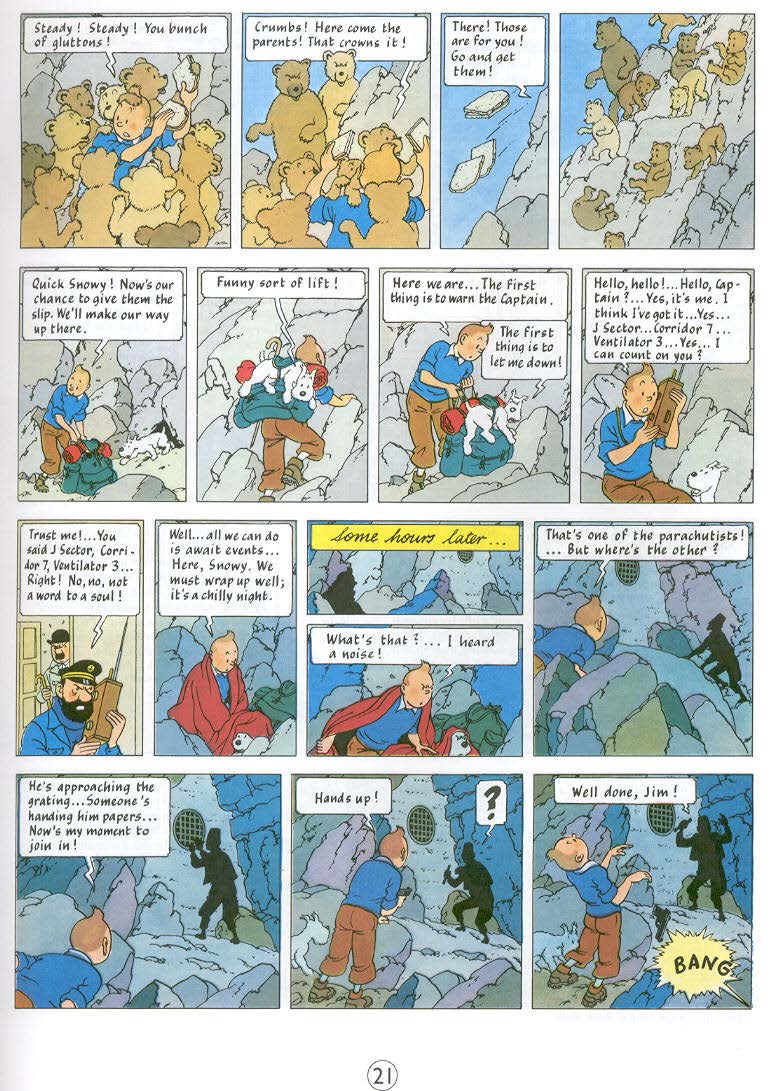 Steady! Steady! You bunch
of gluttons!
Crumbs! Here come the
parents! That crowns it!
There! Those
are for you!
Go and get
them!
Quick Snowy! Now's our
chance to give them the
slip. We'll make our way
up there.
Funny sort of lift!
Here we are... The first
thing is to warn the Captain.
The first
thing is to
let me down!
Hello, hello!... Hello, Cap-
tain?... Yes, it's me. I
think I've got it... Yes...
J Sector... Corridor 7...
Ventilator 3... Yes... I
can count on you?
Trust me!... You
said J Sector, Corri-
dor 7, Ventilator 3...
Right! No, no, not
a word to a soul!
Well... all we can do
is await events...
Here, Snowy. We
must wrap up well;
it's a chilly night.
Some hours later...
What's that?... I heard
a noise!
That's one of the parachutists!
... But where's the other?
He's approaching the
grating... Someone's
handing him papers...
Now's my moment to
join in!
Hands up!
?
Well done, Jim!
BANG
21